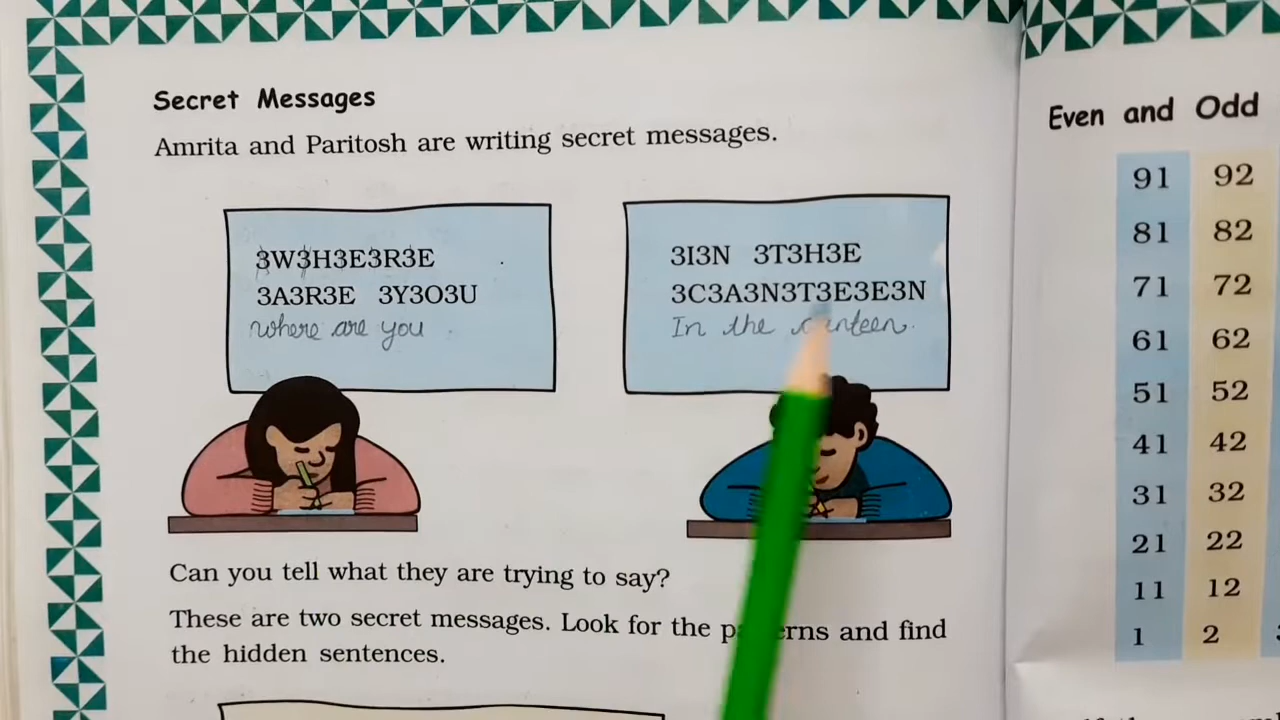 Secret Messages
Amrita and Paritosh are writing secret messages.
3W3H3E3R3E
3A3R3E 3Y3O3U
where are you
3I3N 3T3H3E
3C3A3N3T3E3E3N
In the canteen.
Can you tell what they are trying to say?
These are two secret messages. Look for the patterns and find
the hidden sentences.
Even and Odd
91 92
81 82
71 72
61 62
51 52
41 42
31 32
21 22
11 12
1 2